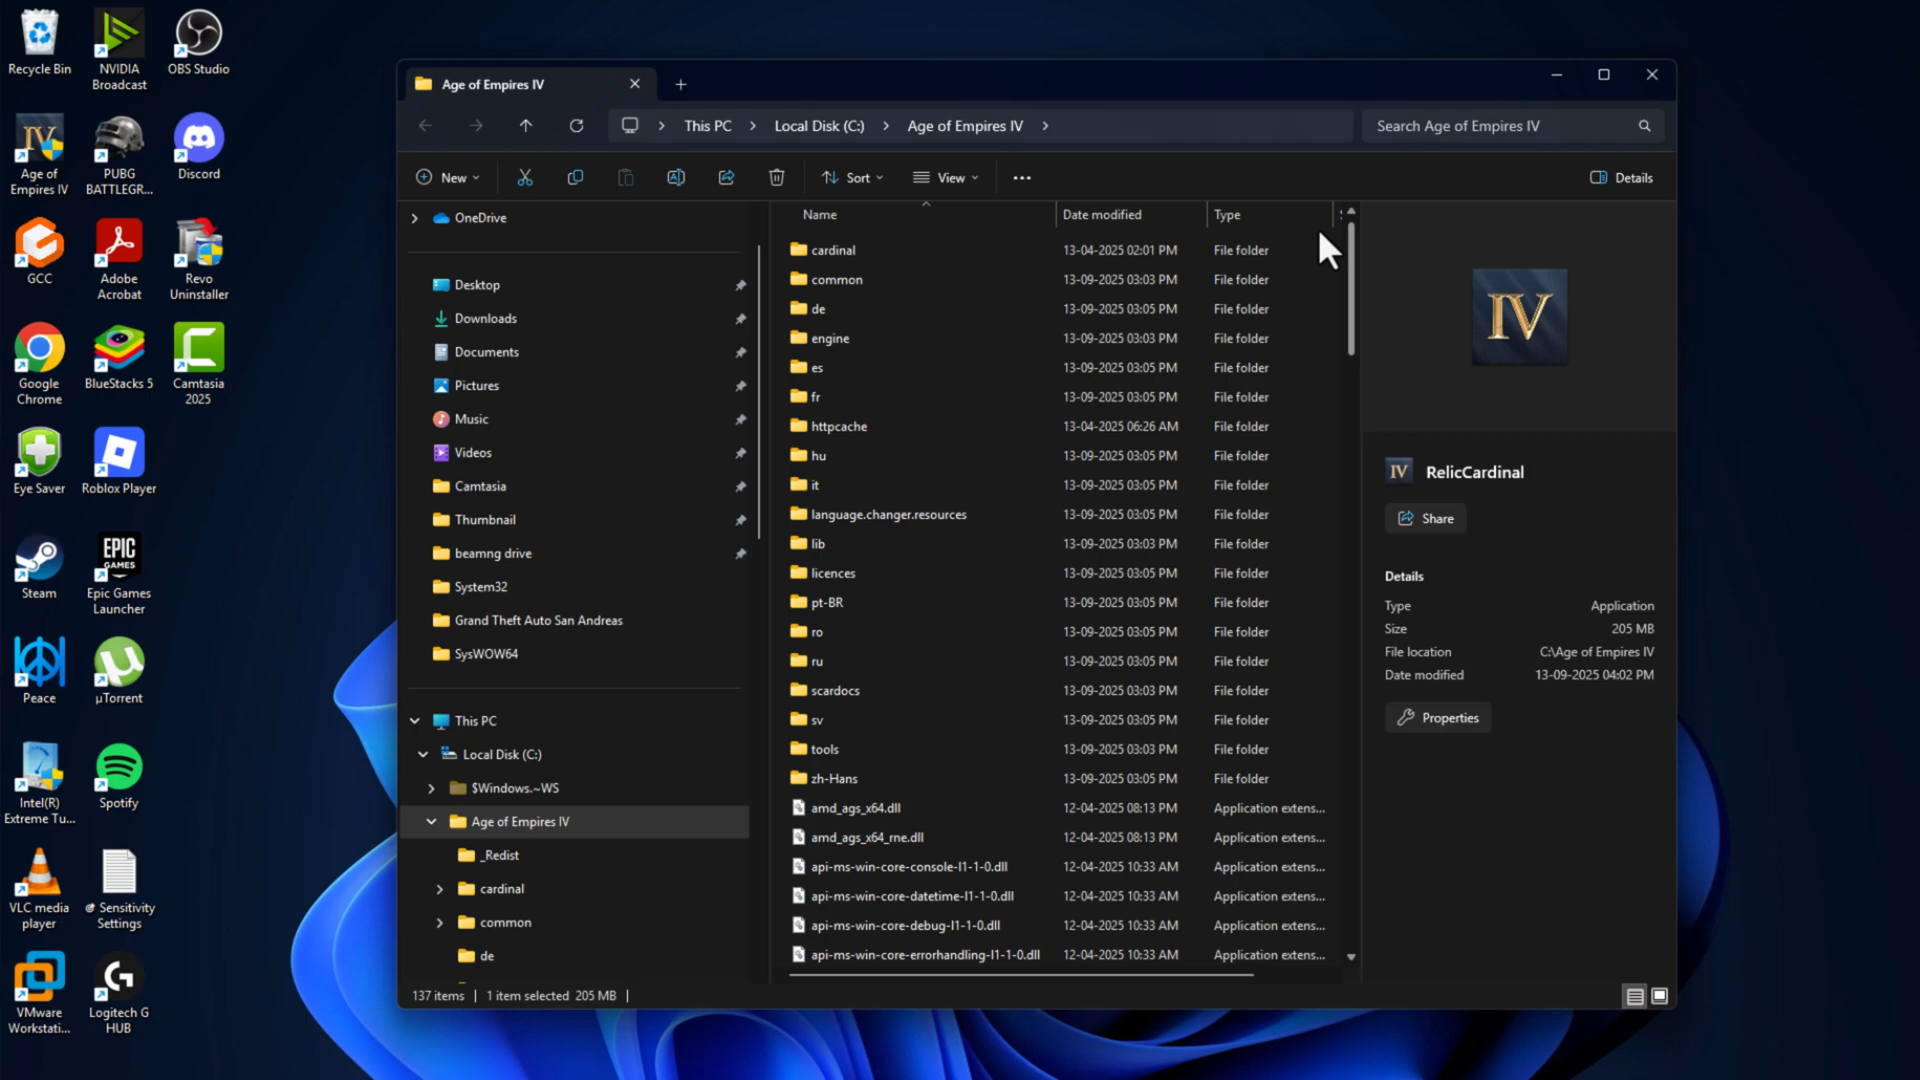 Recycle Bin
NVIDIA
Broadcast
OBS Studio
Age of
Empires IV
PUBG
BATTLEGR...
Discord
GCC
Adobe
Acrobat
Revo
Uninstaller
Google
Chrome
BlueStacks 5
Camtasia
2025
Eye Saver
Roblox Player
Steam
EPIC
GAMES
Epic Games
Launcher
Peace
µTorrent
Intel(R)
Extreme Tu...
Spotify
VLC media
player
Sensitivity
Settings
VMware
Workstati...
Logitech G
HUB
Age of Empires IV
This PC > Local Disk (C:) > Age of Empires IV >
Search Age of Empires IV
New
Sort
View
Details
OneDrive
Desktop
Downloads
Documents
Pictures
Music
Videos
Camtasia
Thumbnail
beamng drive
System32
Grand Theft Auto San Andreas
SysWOW64
This PC
Local Disk (C:)
$Windows.~WS
Age of Empires IV
_Redist
cardinal
common
de
Name Date modified Type
cardinal 13-04-2025 02:01 PM File folder
common 13-09-2025 03:03 PM File folder
de 13-09-2025 03:05 PM File folder
engine 13-09-2025 03:03 PM File folder
es 13-09-2025 03:05 PM File folder
fr 13-09-2025 03:05 PM File folder
httpcache 13-04-2025 06:26 AM File folder
hu 13-09-2025 03:05 PM File folder
it 13-09-2025 03:05 PM File folder
language.changer.resources 13-09-2025 03:05 PM File folder
lib 13-09-2025 03:03 PM File folder
licences 13-09-2025 03:05 PM File folder
pt-BR 13-09-2025 03:05 PM File folder
ro 13-09-2025 03:05 PM File folder
ru 13-09-2025 03:05 PM File folder
scardocs 13-09-2025 03:03 PM File folder
sv 13-09-2025 03:05 PM File folder
tools 13-09-2025 03:03 PM File folder
zh-Hans 13-09-2025 03:05 PM File folder
amd_ags_x64.dll 12-04-2025 08:13 PM Application extens...
amd_ags_x64_me.dll 12-04-2025 08:13 PM Application extens...
api-ms-win-core-console-l1-1-0.dll 12-04-2025 10:33 AM Application extens...
api-ms-win-core-datetime-l1-1-0.dll 12-04-2025 10:33 AM Application extens...
api-ms-win-core-debug-l1-1-0.dll 12-04-2025 10:33 AM Application extens...
api-ms-win-core-errorhandling-l1-1-0.dll 12-04-2025 10:33 AM Application extens...
IV
IV RelicCardinal
Share
Details
Type Application
Size 205 MB
File location C:\Age of Empires IV
Date modified 13-09-2025 04:02 PM
Properties
137 items | 1 item selected 205 MB |